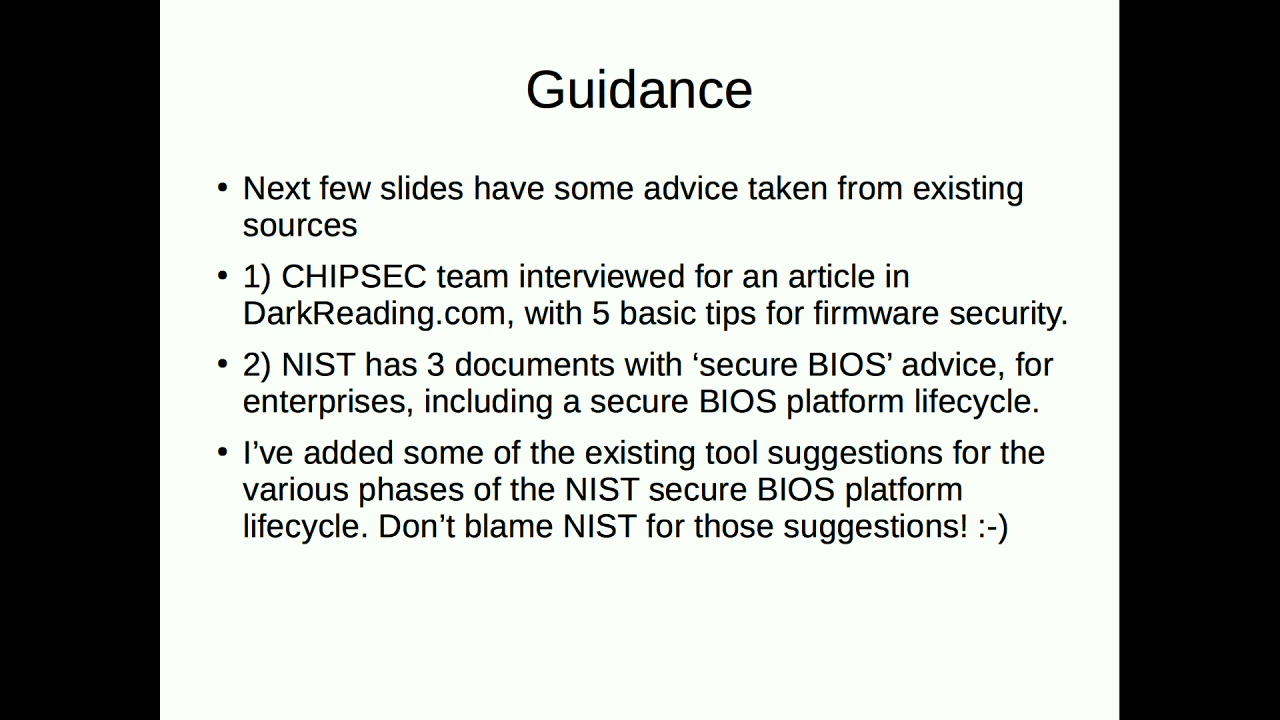 Guidance
• Next few slides have some advice taken from existing
sources
• 1) CHIPSEC team interviewed for an article in
DarkReading.com, with 5 basic tips for firmware security.
• 2) NIST has 3 documents with ‘secure BIOS’ advice, for
enterprises, including a secure BIOS platform lifecycle.
• I’ve added some of the existing tool suggestions for the
various phases of the NIST secure BIOS platform
lifecycle. Don’t blame NIST for those suggestions! :-)